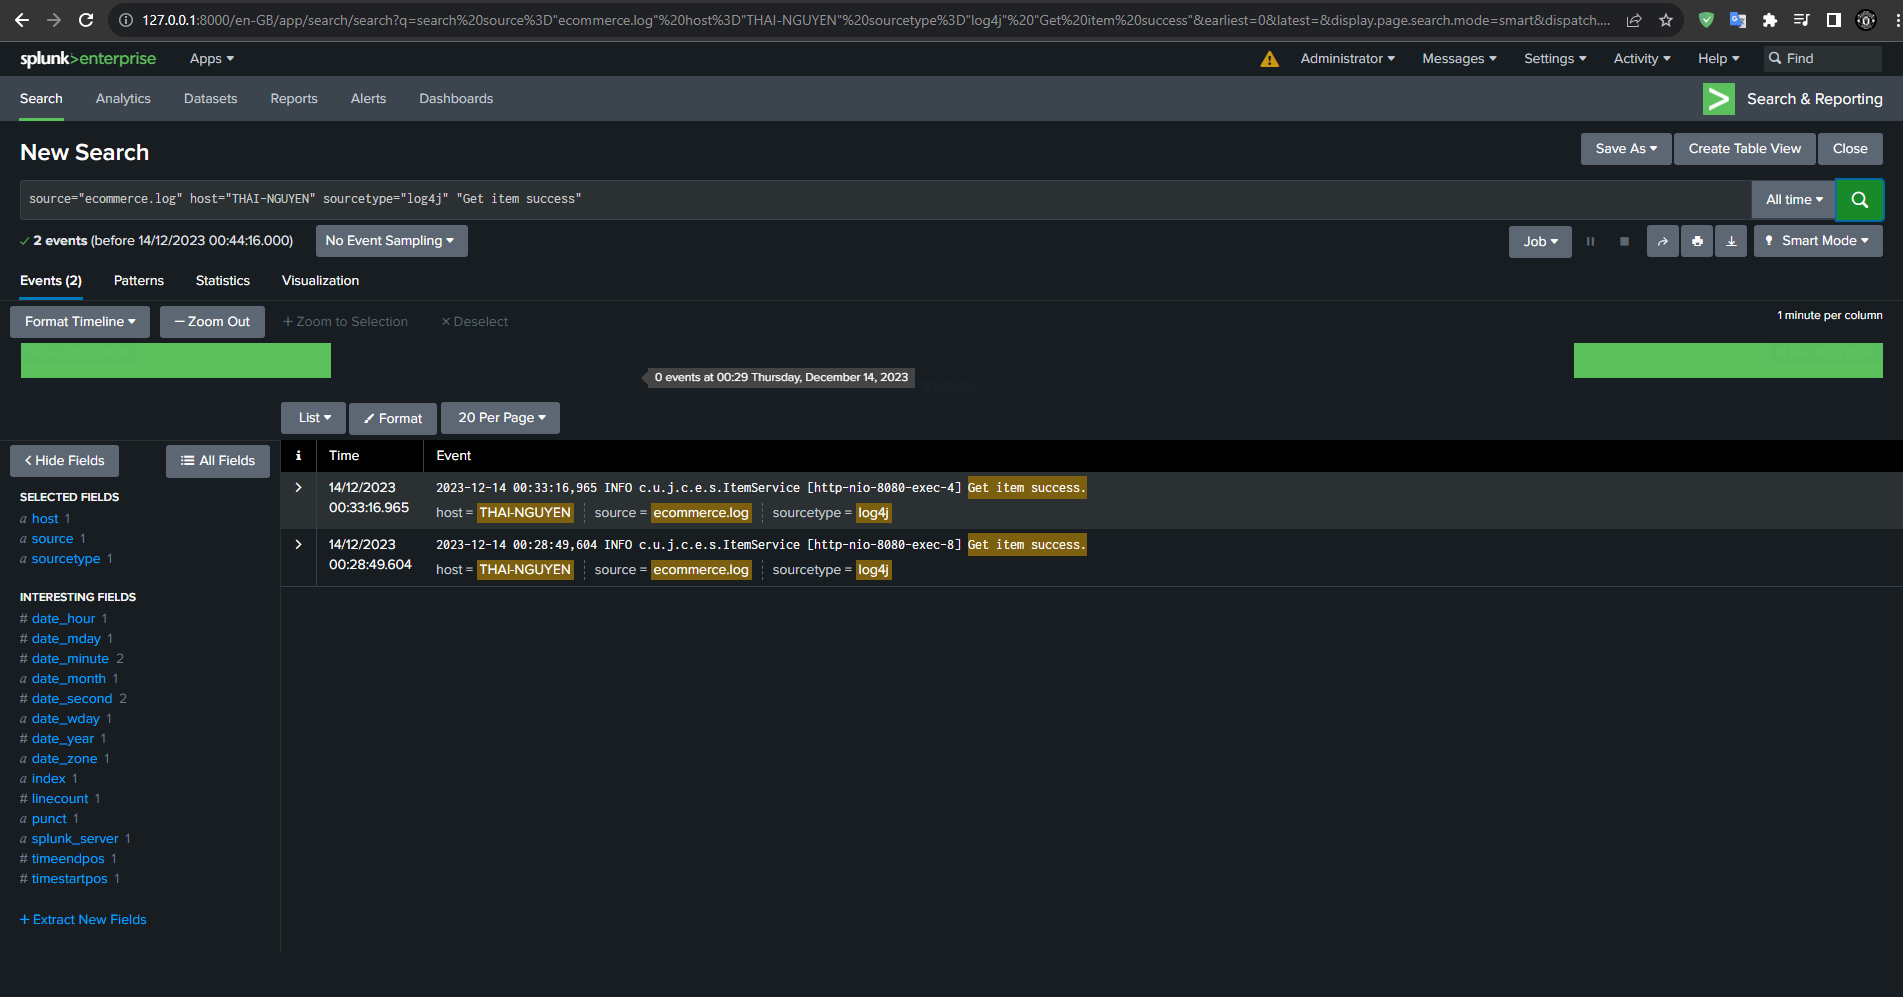 127.0.0.1:8000/en-GB/app/search/search?q=search%20source%3D"ecommerce.log"%20host%3D"THAI-NGUYEN"%20sourcetype%3D"log4j"%20"Get%20item%20success"&earliest=0&latest=&display.page.search.mode=smart&dispatch....
splunk>enterprise Apps Administrator Messages Settings Activity Help Find
Search Analytics Datasets Reports Alerts Dashboards Search & Reporting
New Search Save As Create Table View Close
source="ecommerce.log" host="THAI-NGUYEN" sourcetype="log4j" "Get item success" All time
2 events (before 14/12/2023 00:44:16.000) No Event Sampling Job Smart Mode
Events (2) Patterns Statistics Visualization
Format Timeline — Zoom Out + Zoom to Selection × Deselect 1 minute per column
0 events at 00:29 Thursday, December 14, 2023
List Format 20 Per Page
< Hide Fields All Fields
i Time Event
14/12/2023 00:33:16.965 2023-12-14 00:33:16,965 INFO c.u.j.c.e.s.ItemService [http-nio-8080-exec-4] Get item success.
host = THAI-NGUYEN source = ecommerce.log sourcetype = log4j
14/12/2023 00:28:49.604 2023-12-14 00:28:49,604 INFO c.u.j.c.e.s.ItemService [http-nio-8080-exec-8] Get item success.
host = THAI-NGUYEN source = ecommerce.log sourcetype = log4j
SELECTED FIELDS
a host 1
a source 1
a sourcetype 1
INTERESTING FIELDS
# date_hour 1
# date_mday 1
# date_minute 2
a date_month 1
# date_second 2
a date_wday 1
# date_year 1
a date_zone 1
a index 1
# linecount 1
a punct 1
a splunk_server 1
# timeendpos 1
# timestartpos 1
+ Extract New Fields